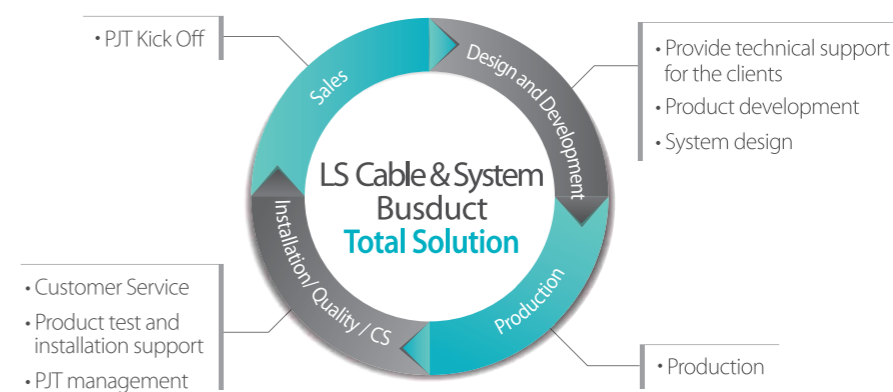 • PJT Kick Off
Sales
Design and Development
• Provide technical support
for the clients
• Product development
• System design
LS Cable & System
Busduct
Total Solution
Installation/ Quality / CS
Production
• Customer Service
• Product test and
installation support
• PJT management
• Production